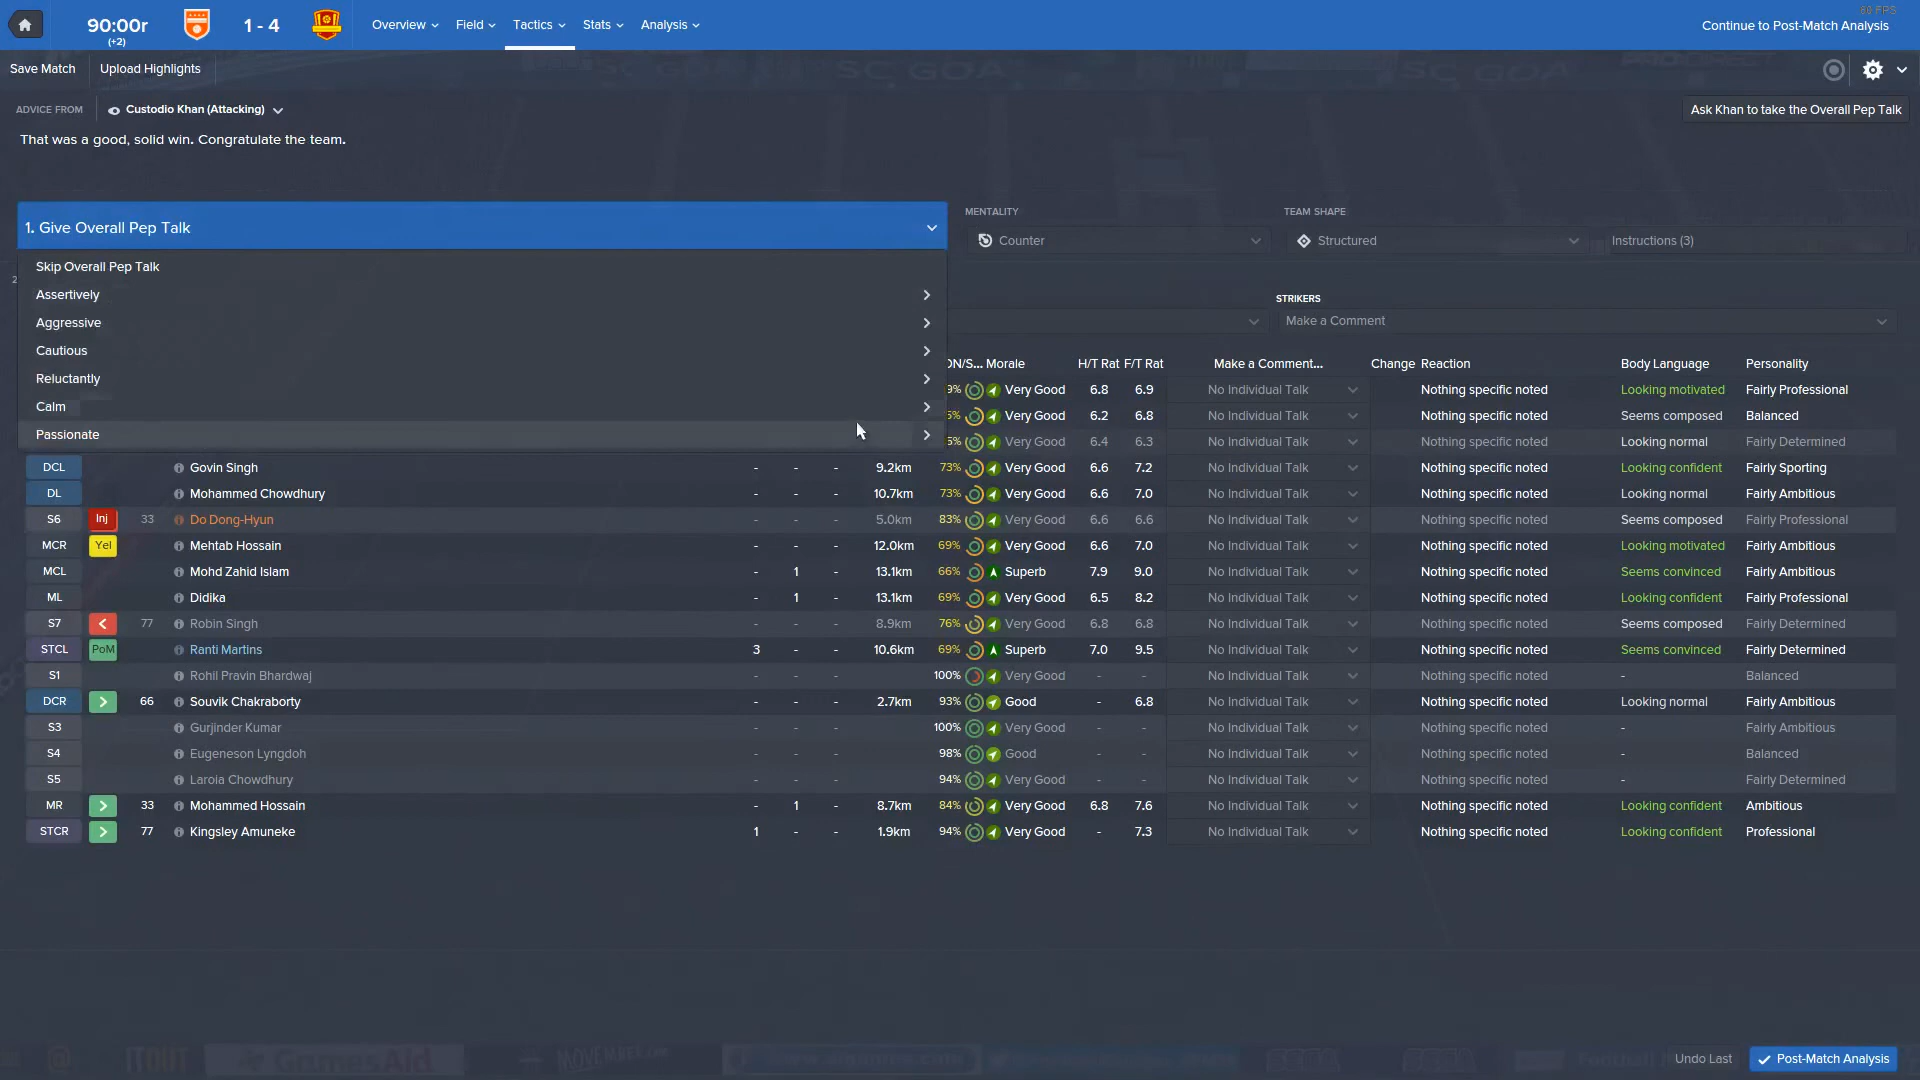 90:00r
(+2)
1 - 4
Overview
Field
Tactics
Stats
Analysis
60 FPS
Continue to Post-Match Analysis
Save Match
Upload Highlights
ADVICE FROM
Custodio Khan (Attacking)
Ask Khan to take the Overall Pep Talk
That was a good, solid win. Congratulate the team.
1. Give Overall Pep Talk
Skip Overall Pep Talk
Assertively
Aggressive
Cautious
Reluctantly
Calm
Passionate
MENTALITY
Counter
TEAM SHAPE
Structured
Instructions (3)
STRIKERS
Make a Comment
ON/S... Morale H/T Rat F/T Rat Make a Comment... Change Reaction Body Language Personality
9% Very Good 6.8 6.9 No Individual Talk Nothing specific noted Looking motivated Fairly Professional
5% Very Good 6.2 6.8 No Individual Talk Nothing specific noted Seems composed Balanced
5% Very Good 6.4 6.3 No Individual Talk Nothing specific noted Looking normal Fairly Determined
DCL Govin Singh - - - 9.2km 73% Very Good 6.6 7.2 No Individual Talk Nothing specific noted Looking confident Fairly Sporting
DL Mohammed Chowdhury - - - 10.7km 73% Very Good 6.6 7.0 No Individual Talk Nothing specific noted Looking normal Fairly Ambitious
S6 Inj 33 Do Dong-Hyun - - - 5.0km 83% Very Good 6.6 6.6 No Individual Talk Nothing specific noted Seems composed Fairly Professional
MCR Yel Mehtab Hossain - - - 12.0km 69% Very Good 6.6 7.0 No Individual Talk Nothing specific noted Looking motivated Fairly Ambitious
MCL Mohd Zahid Islam - 1 - 13.1km 66% Superb 7.9 9.0 No Individual Talk Nothing specific noted Seems convinced Fairly Ambitious
ML Didika - 1 - 13.1km 69% Very Good 6.5 8.2 No Individual Talk Nothing specific noted Looking confident Fairly Professional
S7 77 Robin Singh - - - 8.9km 76% Very Good 6.8 6.8 No Individual Talk Nothing specific noted Seems composed Fairly Determined
STCL PoM Ranti Martins 3 - - 10.6km 69% Superb 7.0 9.5 No Individual Talk Nothing specific noted Seems convinced Fairly Determined
S1 Rohil Pravin Bhardwaj - - - 100% Very Good - - No Individual Talk Nothing specific noted - Balanced
DCR 66 Souvik Chakraborty - - - 2.7km 93% Good - 6.8 No Individual Talk Nothing specific noted Looking normal Fairly Ambitious
S3 Gurjinder Kumar - - - 100% Very Good - - No Individual Talk Nothing specific noted - Fairly Ambitious
S4 Eugeneson Lyngdoh - - - 98% Good - - No Individual Talk Nothing specific noted - Balanced
S5 Laroia Chowdhury - - - 94% Very Good - - No Individual Talk Nothing specific noted - Fairly Determined
MR 33 Mohammed Hossain - 1 - 8.7km 84% Very Good 6.8 7.6 No Individual Talk Nothing specific noted Looking confident Ambitious
STCR 77 Kingsley Amuneke 1 - - 1.9km 94% Very Good - 7.3 No Individual Talk Nothing specific noted Looking confident Professional
Undo Last
Post-Match Analysis